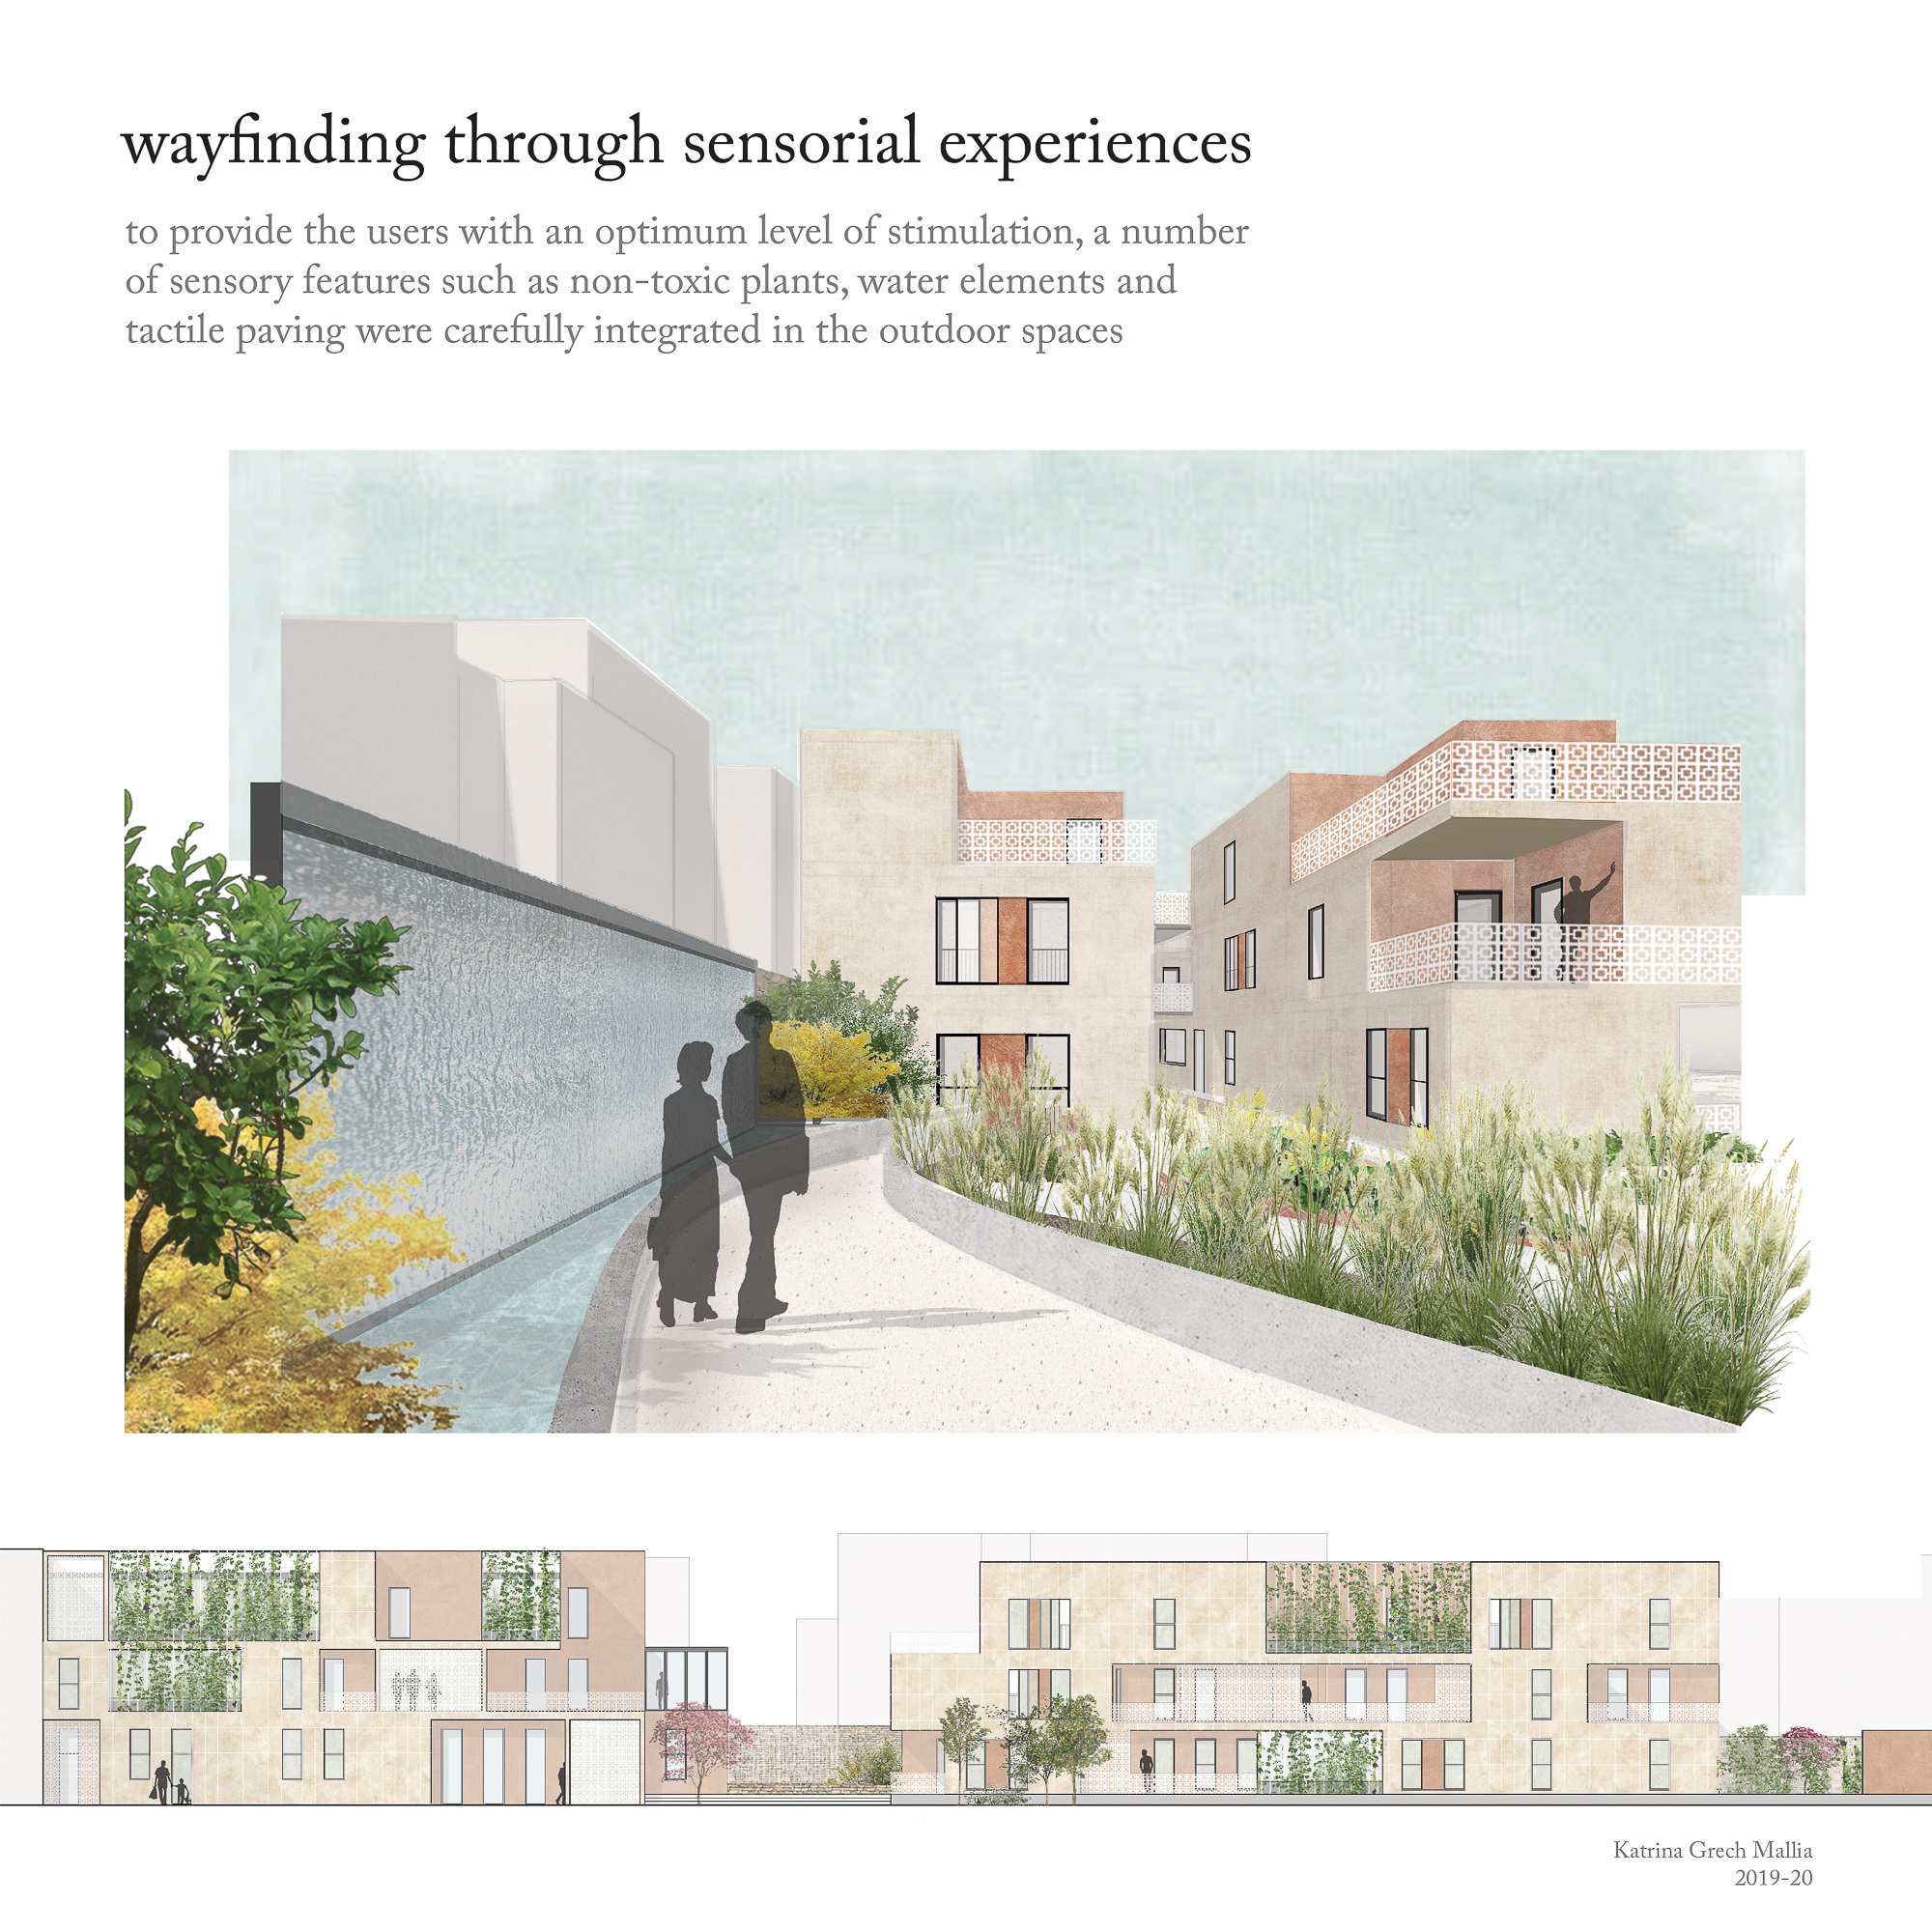 wayfinding through sensorial experiences
to provide the users with an optimum level of stimulation, a number
of sensory features such as non-toxic plants, water elements and
tactile paving were carefully integrated in the outdoor spaces
Katrina Grech Mallia
2019-20